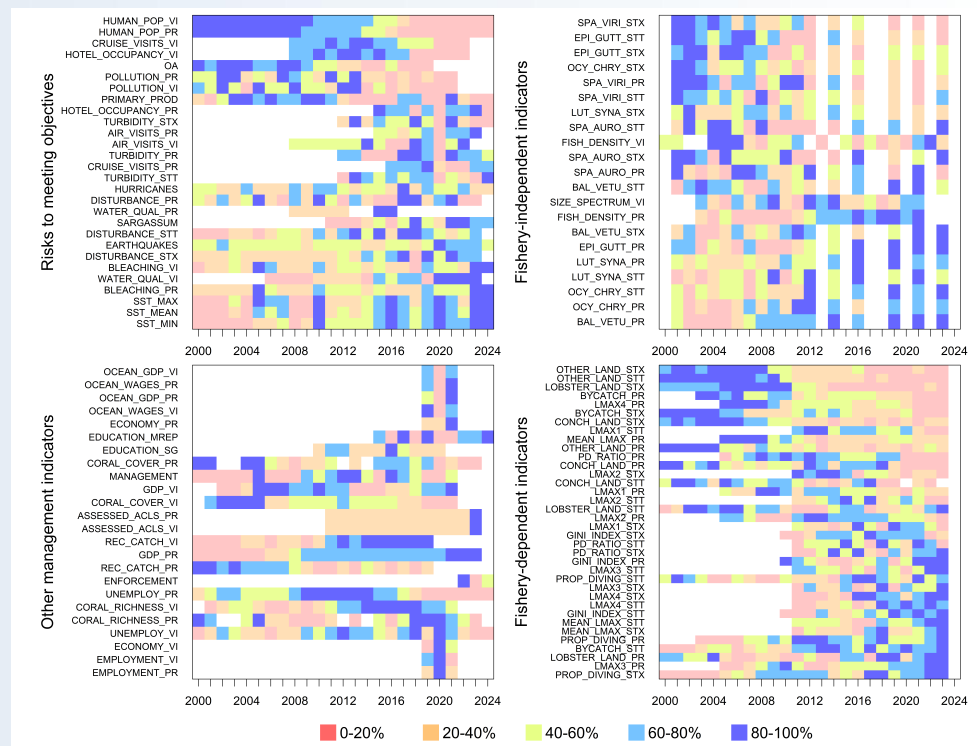 Risks to meeting objectives
HUMAN_POP_VI
HUMAN_POP_PR
CRUISE_VISITS_VI
HOTEL_OCCUPANCY_VI
OA
POLLUTION_PR
POLLUTION_VI
PRIMARY_PROD
HOTEL_OCCUPANCY_PR
TURBIDITY_STX
AIR_VISITS_PR
AIR_VISITS_VI
TURBIDITY_PR
CRUISE_VISITS_PR
TURBIDITY_STT
HURRICANES
DISTURBANCE_PR
WATER_QUAL_PR
SARGASSUM
DISTURBANCE_STT
EARTHQUAKES
DISTURBANCE_STX
BLEACHING_VI
WATER_QUAL_VI
BLEACHING_PR
SST_MAX
SST_MEAN
SST_MIN
2000 2004 2008 2012 2016 2020 2024
Fishery-independent indicators
SPA_VIRI_STX
EPI_GUTT_STT
EPI_GUTT_STX
OCY_CHRY_STX
SPA_VIRI_PR
SPA_VIRI_STT
LUT_SYNA_STX
SPA_AURO_STT
FISH_DENSITY_VI
SPA_AURO_STX
SPA_AURO_PR
BAL_VETU_STT
SIZE_SPECTRUM_VI
FISH_DENSITY_PR
BAL_VETU_STX
EPI_GUTT_PR
LUT_SYNA_PR
LUT_SYNA_STT
OCY_CHRY_STT
OCY_CHRY_PR
BAL_VETU_PR
2000 2004 2008 2012 2016 2020 2024
Other management indicators
OCEAN_GDP_VI
OCEAN_WAGES_PR
OCEAN_GDP_PR
OCEAN_WAGES_VI
ECONOMY_PR
EDUCATION_MREP
EDUCATION_SG
CORAL_COVER_PR
MANAGEMENT
GDP_VI
CORAL_COVER_VI
ASSESSED_ACLS_PR
ASSESSED_ACLS_VI
REC_CATCH_VI
GDP_PR
REC_CATCH_PR
ENFORCEMENT
UNEMPLOY_PR
CORAL_RICHNESS_VI
CORAL_RICHNESS_PR
UNEMPLOY_VI
ECONOMY_VI
EMPLOYMENT_VI
EMPLOYMENT_PR
2000 2004 2008 2012 2016 2020 2024
Fishery-dependent indicators
OTHER_LAND_STX
OTHER_LAND_STT
LOBSTER_LAND_STX
BYCATCH_PR
LMAX4_PR
BYCATCH_STX
CONCH_LAND_STX
LMAX1_STT
MEAN_LMAX_PR
OTHER_LAND_PR
PD_RATIO_PR
CONCH_LAND_PR
LMAX2_STX
CONCH_LAND_STT
LMAX1_PR
LMAX2_STT
LOBSTER_LAND_STT
LMAX2_PR
LMAX1_STX
GINI_INDEX_STX
PD_RATIO_STT
PD_RATIO_STX
GINI_INDEX_PR
LMAX3_STT
PROP_DIVING_STT
LMAX3_STX
LMAX4_STX
LMAX4_STT
GINI_INDEX_STT
MEAN_LMAX_STT
MEAN_LMAX_STX
PROP_DIVING_PR
BYCATCH_STT
LOBSTER_LAND_PR
LMAX3_PR
PROP_DIVING_STX
2000 2004 2008 2012 2016 2020 2024
0-20% 20-40% 40-60% 60-80% 80-100%